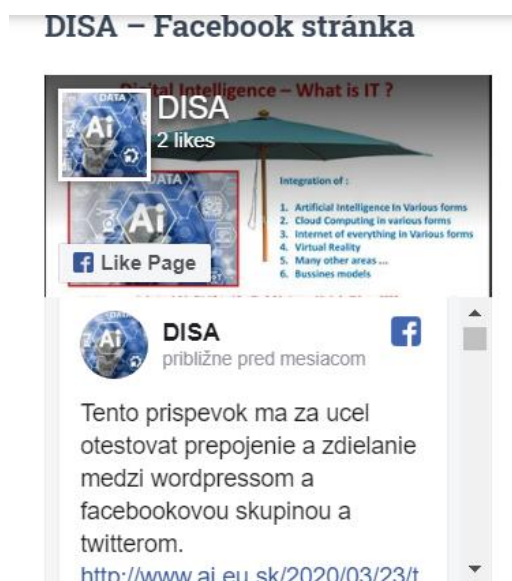 DISA – Facebook stránka
Digital Intelligence – What is IT ?
DISA
2 likes
DATA
Ai
DATA
Ai
Integration of :
1. Artificial Intelligence In Various forms
2. Cloud Computing in various forms
3. Internet of everything in Various forms
4. Virtual Reality
5. Many other areas ...
6. Bussines models
Like Page
DISA
približne pred mesiacom
Ai
Tento prispevok ma za ucel
otestovat prepojenie a zdielanie
medzi wordpressom a
facebookovou skupinou a
twitterom.
http://www.ai.eu.sk/2020/03/23/t